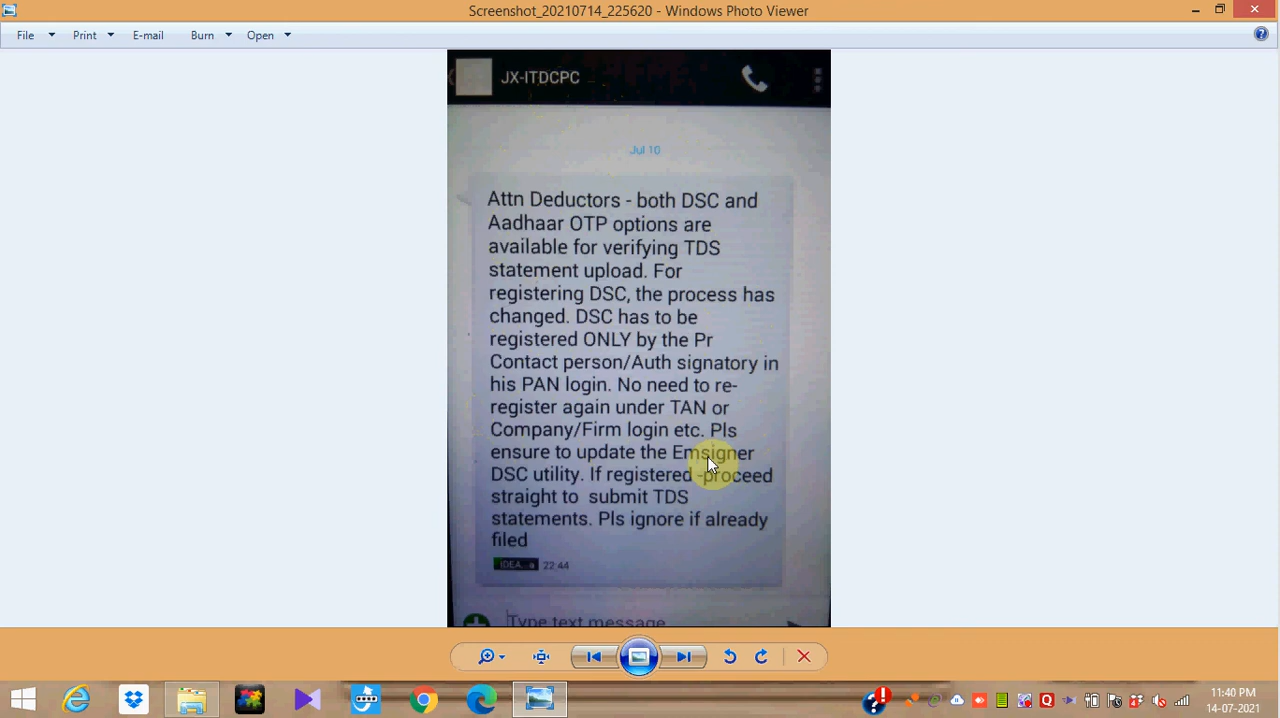 Screenshot_20210714_225620 - Windows Photo Viewer
File Print E-mail Burn Open
JX-ITDCPC
Jul 10
Attn Deductors - both DSC and
Aadhaar OTP options are
available for verifying TDS
statement upload. For
registering DSC, the process has
changed. DSC has to be
registered ONLY by the Pr
Contact person/Auth signatory in
his PAN login. No need to re-
register again under TAN or
Company/Firm login etc. Pls
ensure to update the Emsigner
DSC utility. If registered -proceed
straight to submit TDS
statements. Pls ignore if already
filed
IDEA 22:44
Type text message
11:40 PM
14-07-2021